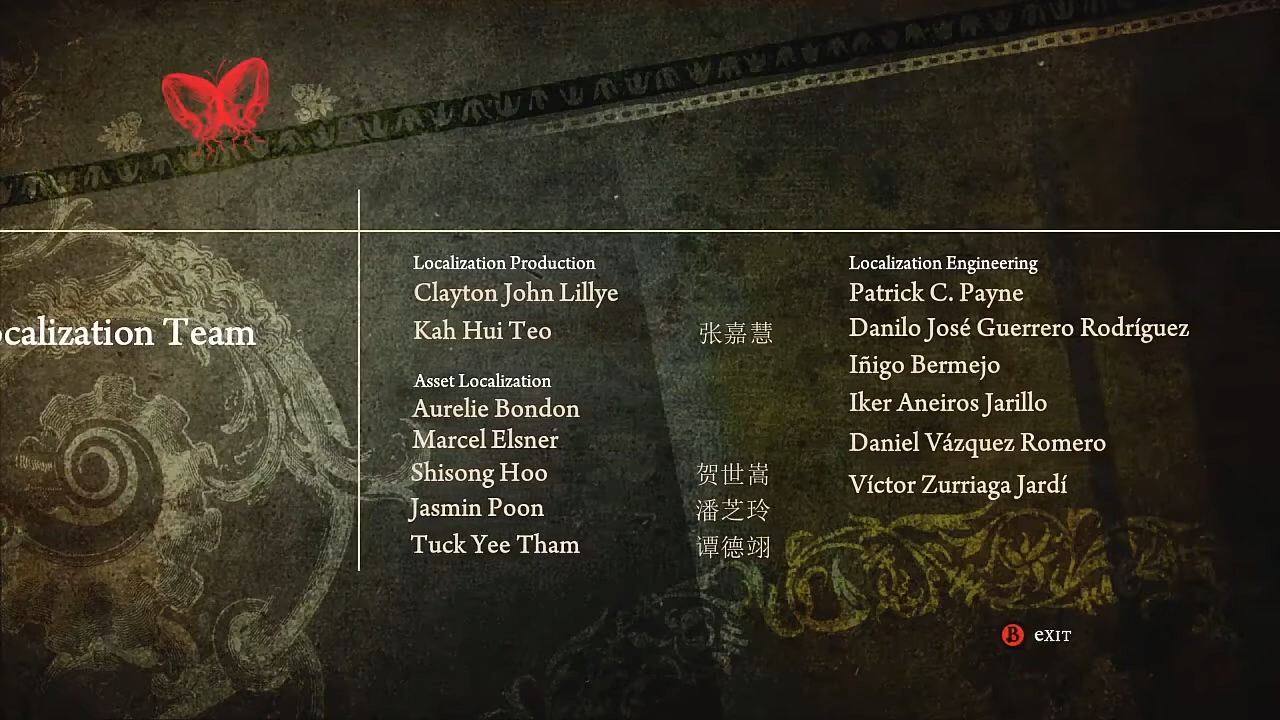 ocalization Team
Localization Production
Clayton John Lillye
Kah Hui Teo 张嘉慧
Asset Localization
Aurelie Bondon
Marcel Elsner
Shisong Hoo 贺世嵩
Jasmin Poon 潘芝玲
Tuck Yee Tham 谭德翊
Localization Engineering
Patrick C. Payne
Danilo José Guerrero Rodríguez
Iñigo Bermejo
Iker Aneiros Jarillo
Daniel Vázquez Romero
Víctor Zurriaga Jardí
B eXIT